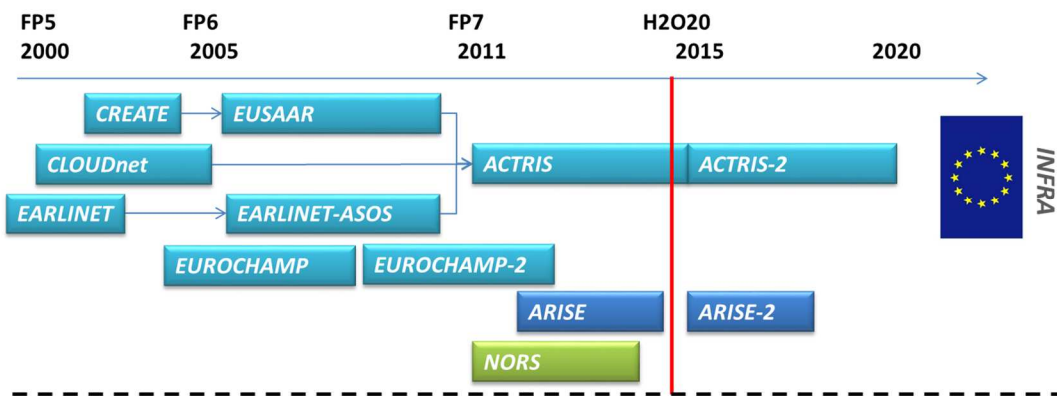 FP5 FP6 FP7 H2O20
2000 2005 2011 2015 2020
CREATE EUSAAR
CLOUDnet ACTRIS ACTRIS-2
EARLINET EARLINET-ASOS
EUROCHAMP EUROCHAMP-2
ARISE ARISE-2
NORS
INFRA